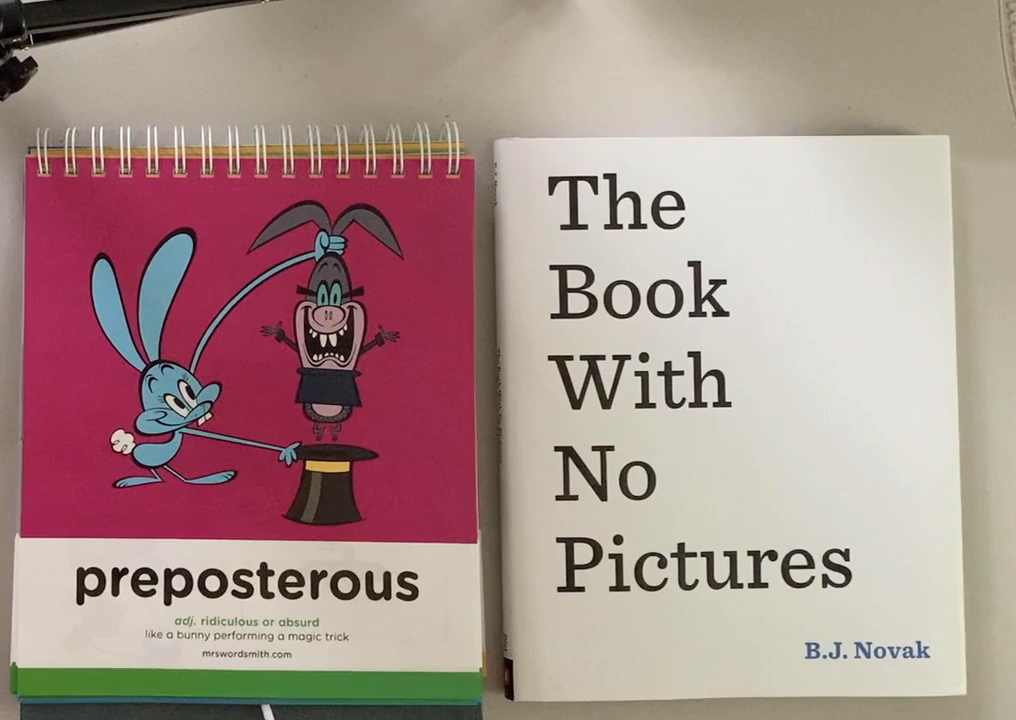 preposterous
adj. ridiculous or absurd
like a bunny performing a magic trick
mrswordsmith.com
The
Book
With
No
Pictures
B.J. Novak